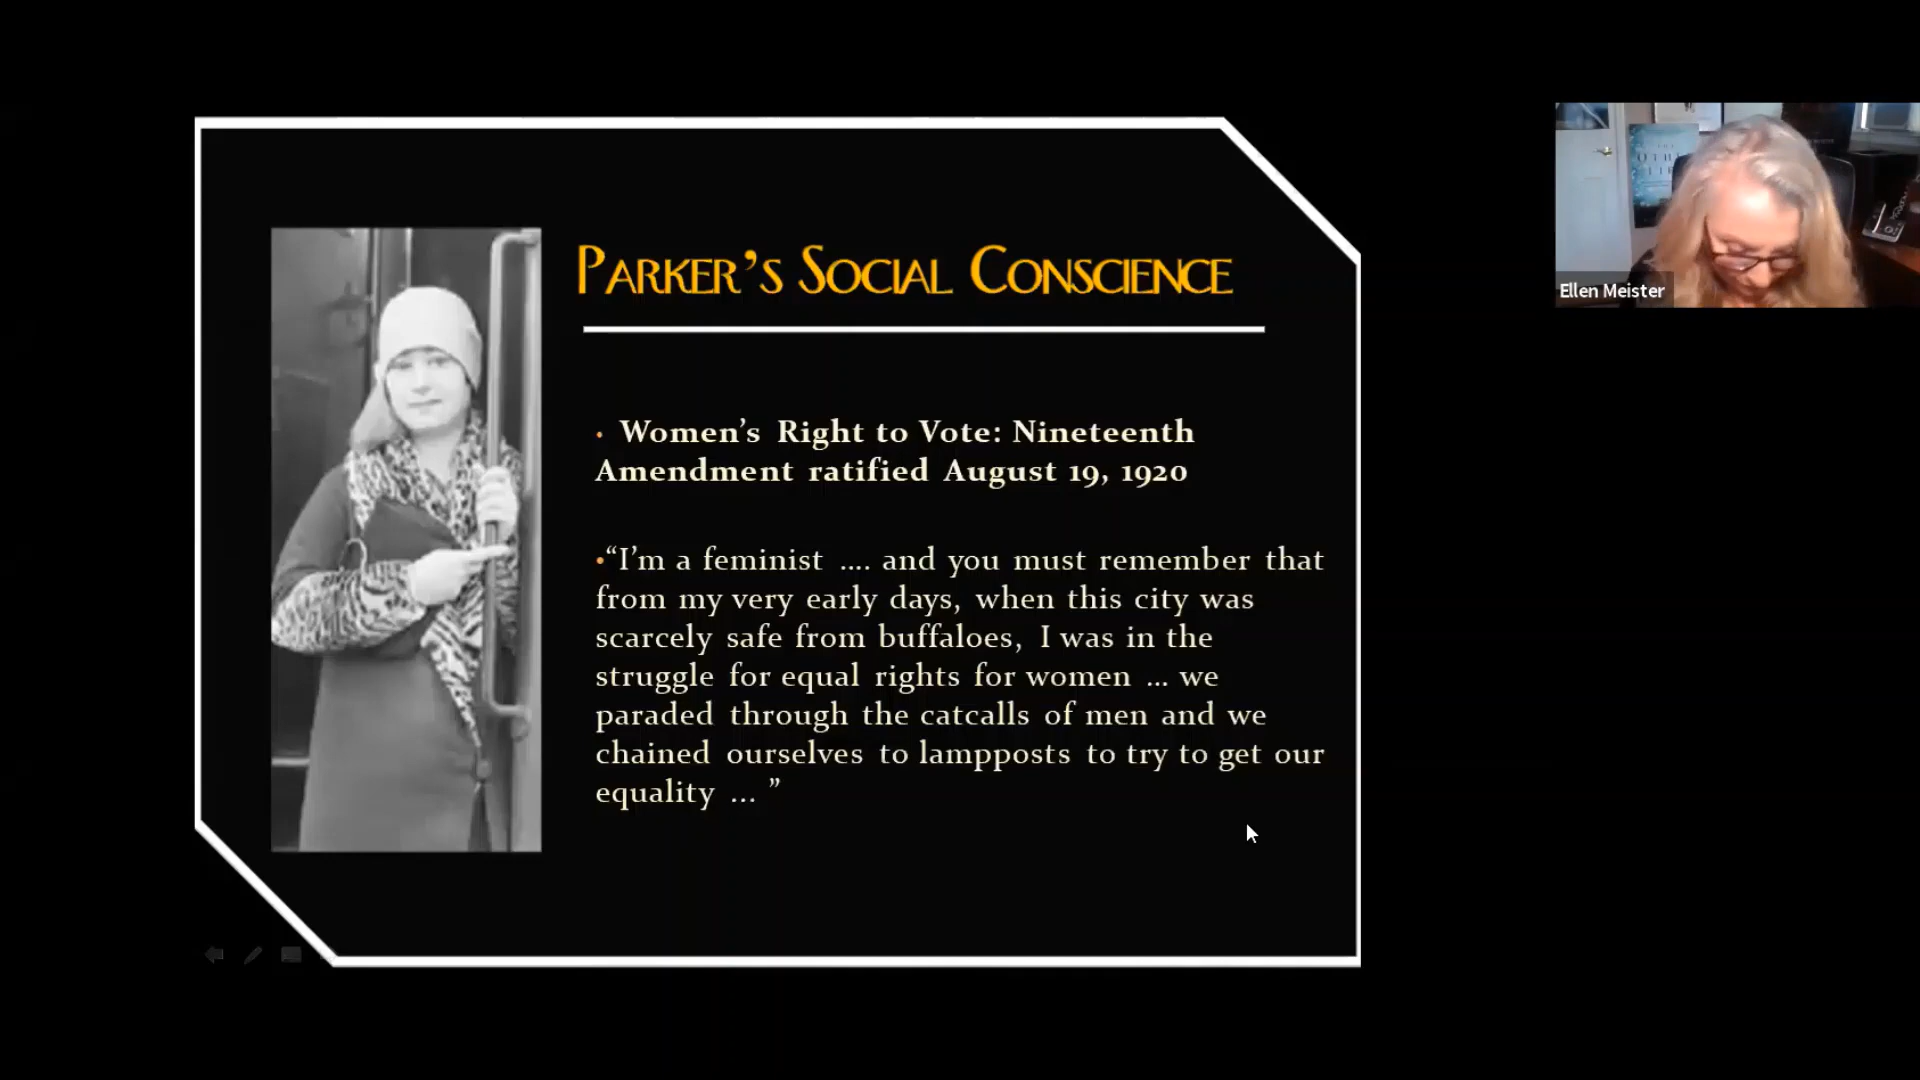 PARKER’S SOCIAL CONSCIENCE
• Women’s Right to Vote: Nineteenth
Amendment ratified August 19, 1920
•“I’m a feminist .... and you must remember that
from my very early days, when this city was
scarcely safe from buffaloes, I was in the
struggle for equal rights for women ... we
paraded through the catcalls of men and we
chained ourselves to lampposts to try to get our
equality ... ”
Ellen Meister